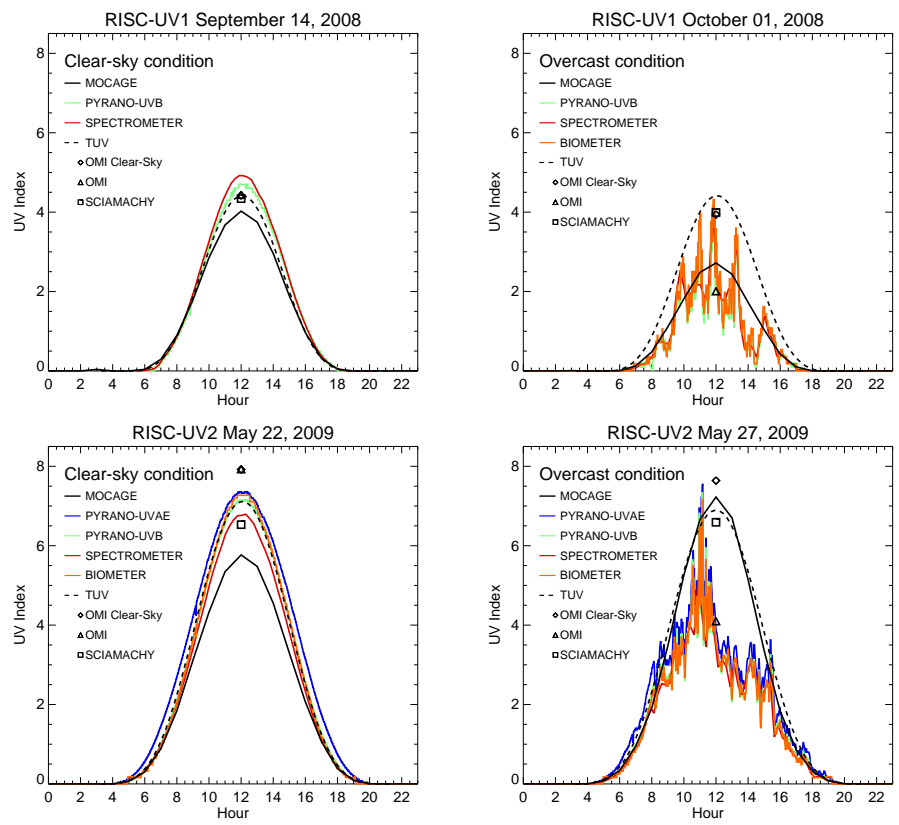 RISC-UV1 September 14, 2008
Clear-sky condition
MOCAGE
PYRANO-UVB
SPECTROMETER
TUV
OMI Clear-Sky
OMI
SCIAMACHY
UV Index
0 2 4 6 8
0 2 4 6 8 10 12 14 16 18 20 22
Hour
RISC-UV1 October 01, 2008
Overcast condition
MOCAGE
PYRANO-UVB
SPECTROMETER
BIOMETER
TUV
OMI Clear-Sky
OMI
SCIAMACHY
UV Index
0 2 4 6 8
0 2 4 6 8 10 12 14 16 18 20 22
Hour
RISC-UV2 May 22, 2009
Clear-sky condition
MOCAGE
PYRANO-UVAE
PYRANO-UVB
SPECTROMETER
BIOMETER
TUV
OMI Clear-Sky
OMI
SCIAMACHY
UV Index
0 2 4 6 8
0 2 4 6 8 10 12 14 16 18 20 22
Hour
RISC-UV2 May 27, 2009
Overcast condition
MOCAGE
PYRANO-UVAE
PYRANO-UVB
SPECTROMETER
BIOMETER
TUV
OMI Clear-Sky
OMI
SCIAMACHY
UV Index
0 2 4 6 8
0 2 4 6 8 10 12 14 16 18 20 22
Hour